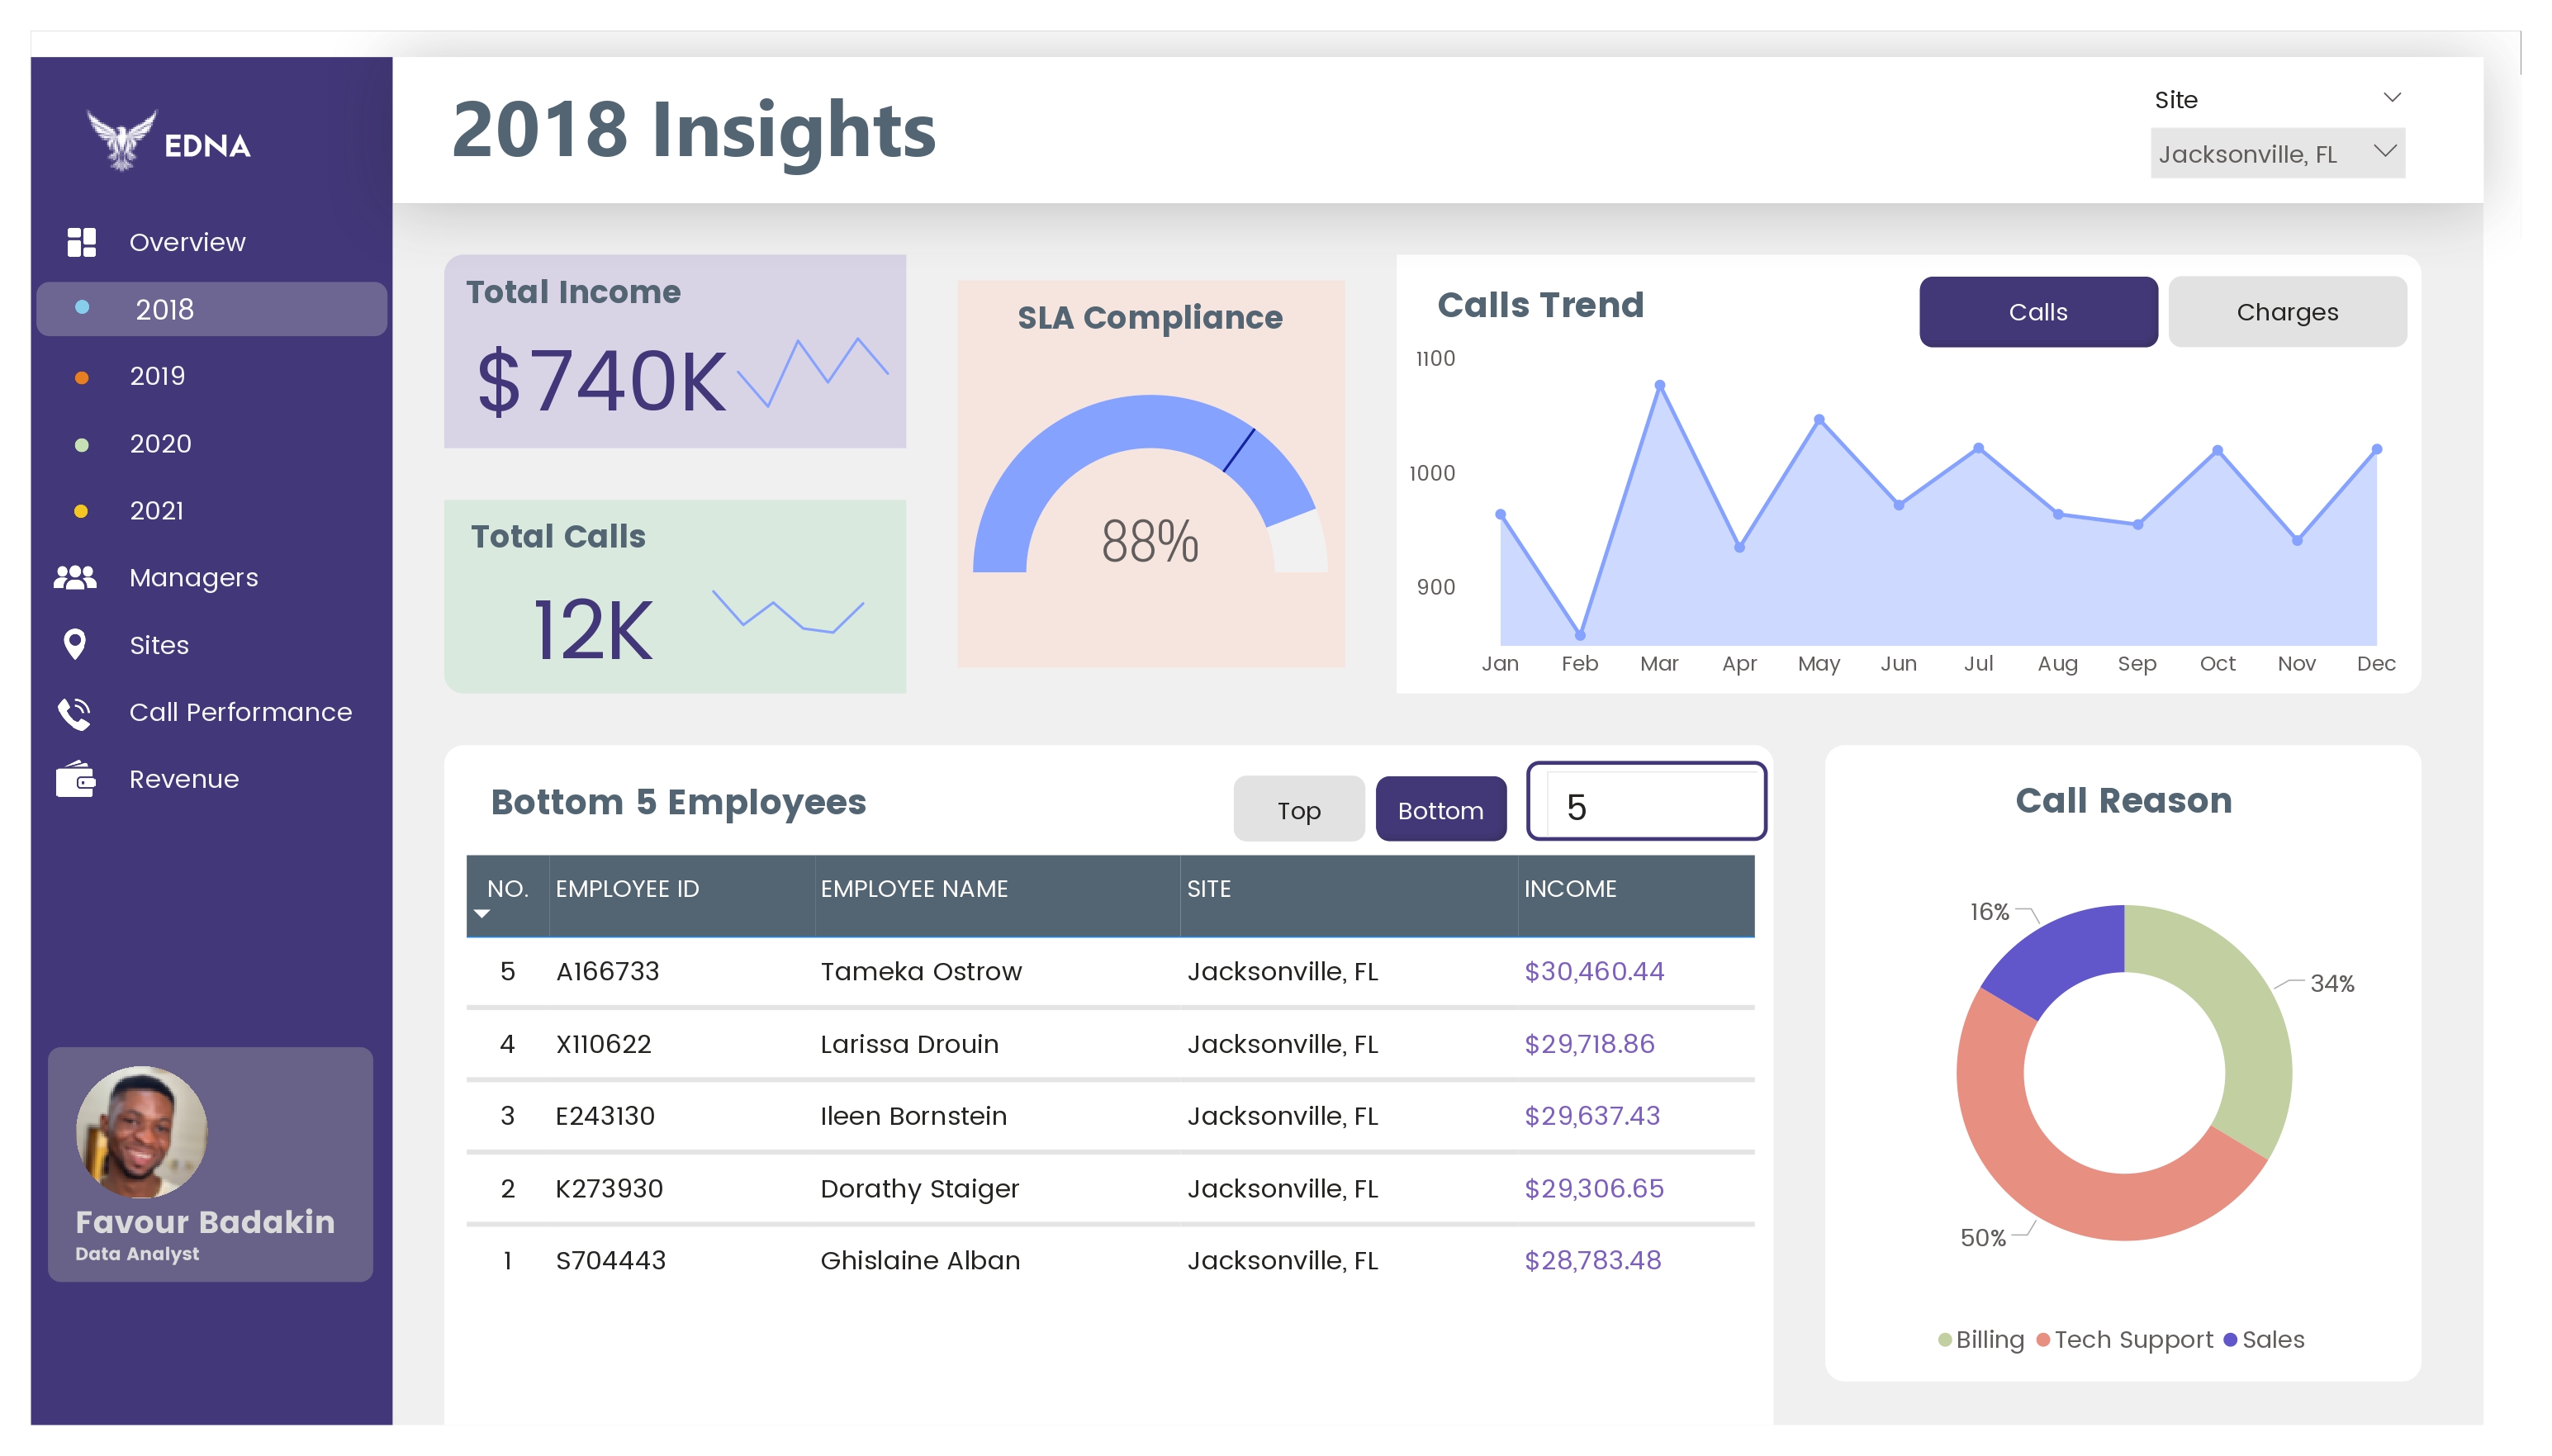 EDNA
Overview
2018
2019
2020
2021
Managers
Sites
Call Performance
Revenue
Favour Badakin
Data Analyst
2018 Insights
Site
Jacksonville, FL
Total Income
$740K
Total Calls
12K
SLA Compliance
88%
Calls Trend
Calls Charges
1100
1000
900
Jan Feb Mar Apr May Jun Jul Aug Sep Oct Nov Dec
Bottom 5 Employees
Top Bottom 5
NO. EMPLOYEE ID EMPLOYEE NAME SITE INCOME
5 A166733 Tameka Ostrow Jacksonville, FL $30,460.44
4 X110622 Larissa Drouin Jacksonville, FL $29,718.86
3 E243130 Ileen Bornstein Jacksonville, FL $29,637.43
2 K273930 Dorathy Staiger Jacksonville, FL $29,306.65
1 S704443 Ghislaine Alban Jacksonville, FL $28,783.48
Call Reason
16%
34%
50%
Billing Tech Support Sales